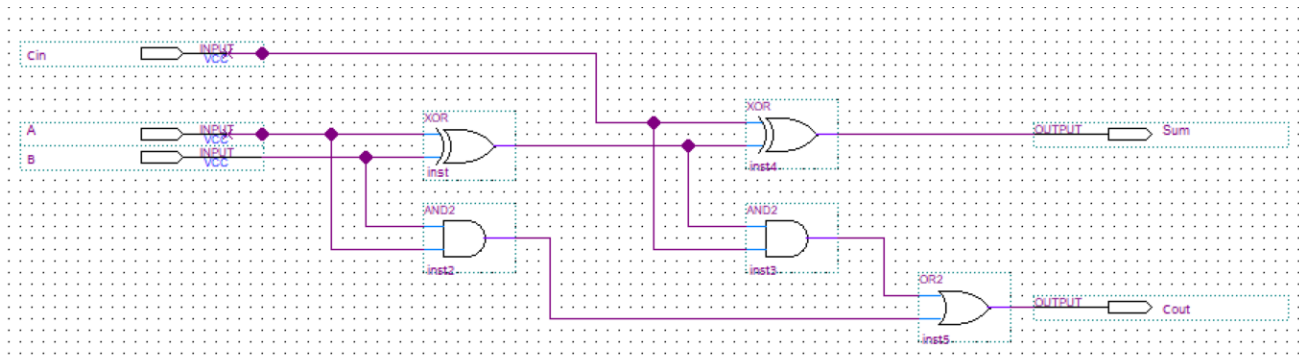 Cin
INPUT
VCC
A
INPUT
VCC
B
INPUT
VCC
XOR
inst
XOR
inst4
OUTPUT
Sum
AND2
inst2
AND2
inst3
OR2
inst5
OUTPUT
Cout